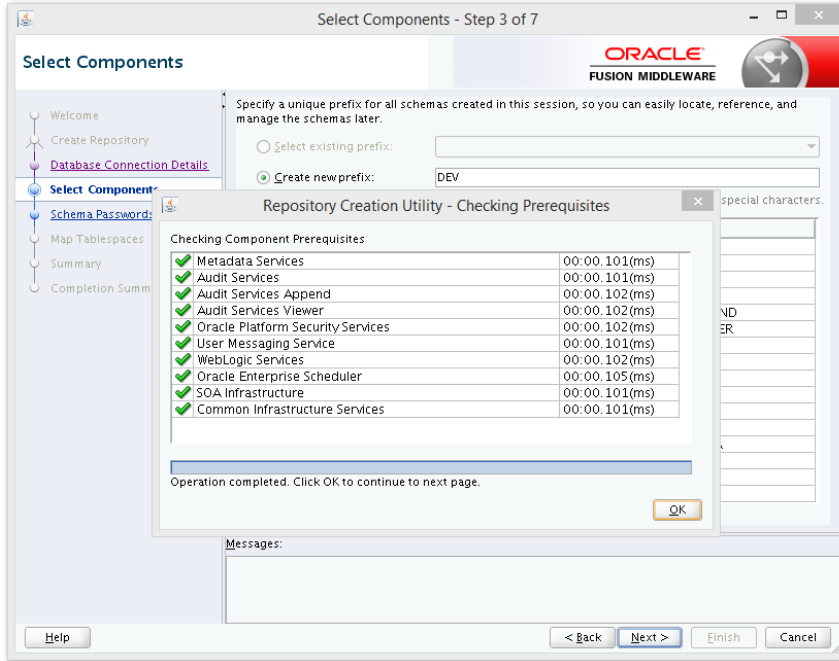 Select Components - Step 3 of 7
Select Components
ORACLE
FUSION MIDDLEWARE
Welcome
Create Repository
Database Connection Details
Select Components
Schema Passwords
Map Tablespaces
Summary
Completion Summ
Specify a unique prefix for all schemas created in this session, so you can easily locate, reference, and
manage the schemas later.
Select existing prefix:
Create new prefix: DEV
special characters.
ND
ER
Repository Creation Utility - Checking Prerequisites
Checking Component Prerequisites
Metadata Services 00:00.101(ms)
Audit Services 00:00.101(ms)
Audit Services Append 00:00.102(ms)
Audit Services Viewer 00:00.102(ms)
Oracle Platform Security Services 00:00.102(ms)
User Messaging Service 00:00.101(ms)
WebLogic Services 00:00.102(ms)
Oracle Enterprise Scheduler 00:00.105(ms)
SOA Infrastructure 00:00.101(ms)
Common Infrastructure Services 00:00.101(ms)
Operation completed. Click OK to continue to next page.
OK
Messages:
Help
< Back
Next >
Finish
Cancel